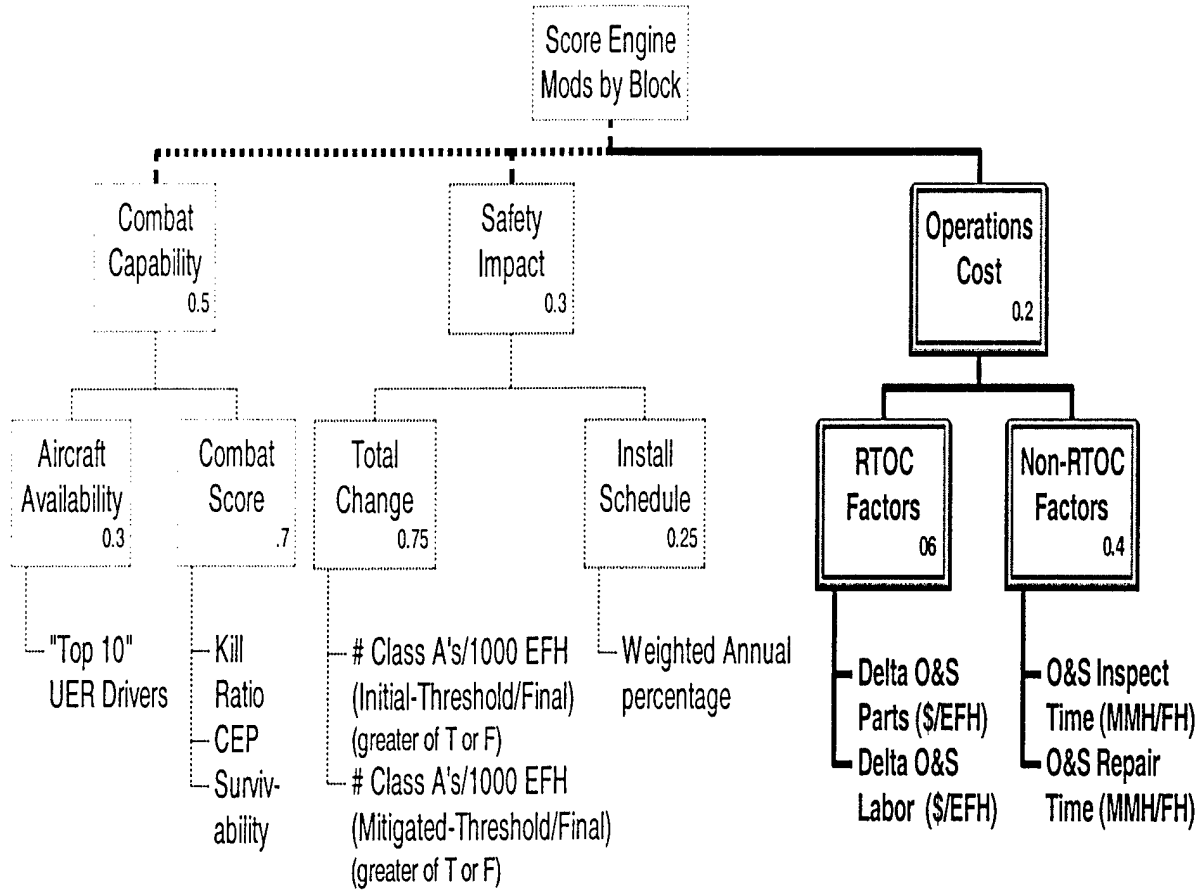 Score Engine
Mods by Block
Combat
Capability
0.5
Safety
Impact
0.3
Operations
Cost
0.2
Aircraft
Availability
0.3
Combat
Score
.7
Total
Change
0.75
Install
Schedule
0.25
RTOC
Factors
06
Non-RTOC
Factors
0.4
"Top 10"
UER Drivers
Kill
Ratio
CEP
Surviv-
ability
# Class A's/1000 EFH
(Initial-Threshold/Final)
(greater of T or F)
# Class A's/1000 EFH
(Mitigated-Threshold/Final)
(greater of T or F)
Weighted Annual
percentage
Delta O&S
Parts ($/EFH)
Delta O&S
Labor ($/EFH)
O&S Inspect
Time (MMH/FH)
O&S Repair
Time (MMH/FH)